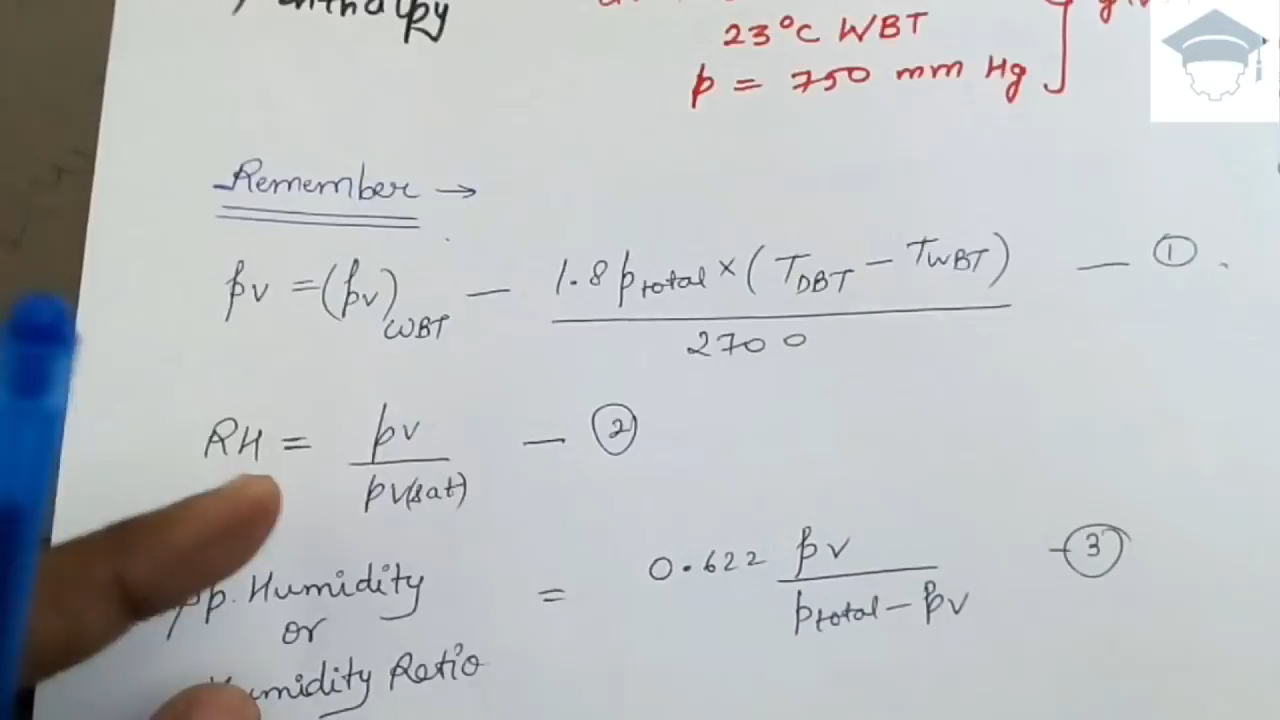 enthalpy
23°C WBT
p = 750 mm Hg
Remember →
pv = (pv)WBT — 1.8 ptotal × (TDBT − TWBT) / 2700 — ①
RH = pv / pv(sat) — ②
Humidity = 0.622 pv / ptotal − pv — ③
or
Ratio